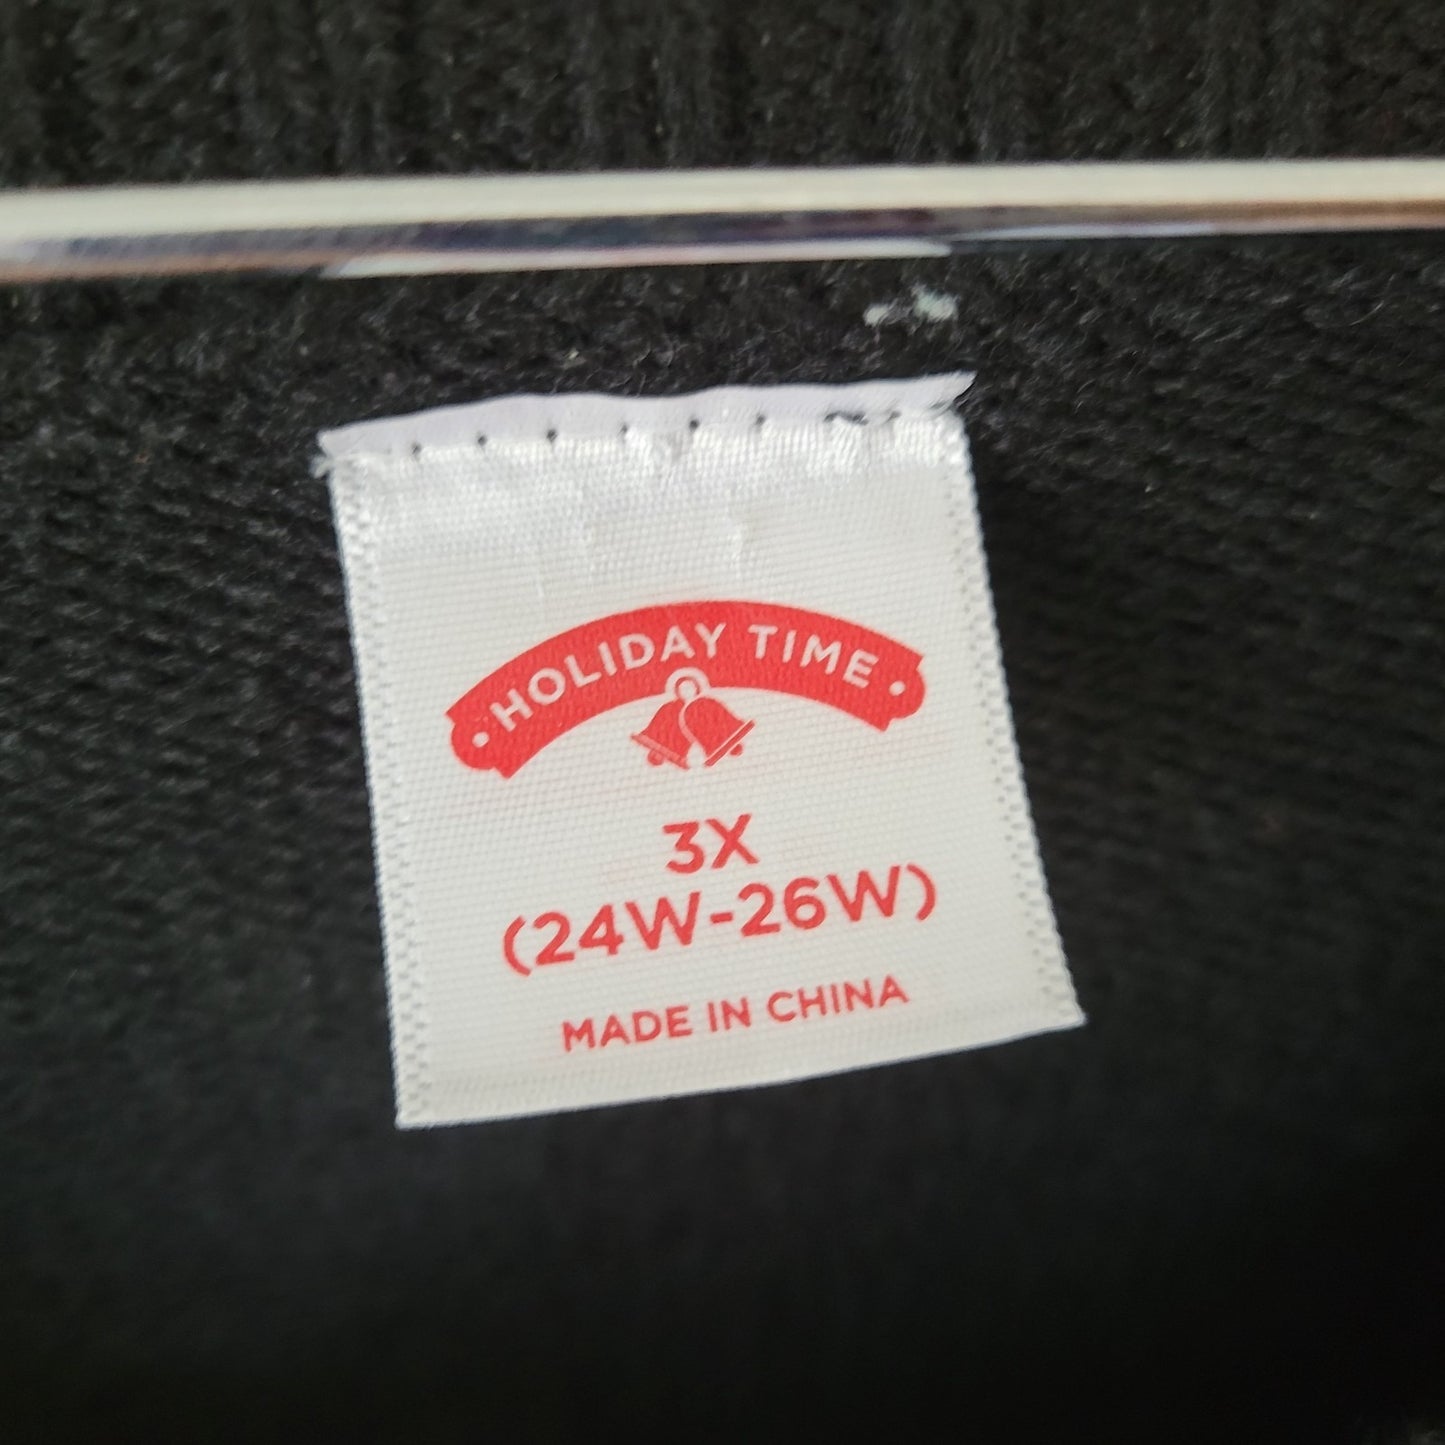 HOLIDAY TIME
3X
(24W-26W)
MADE IN CHINA